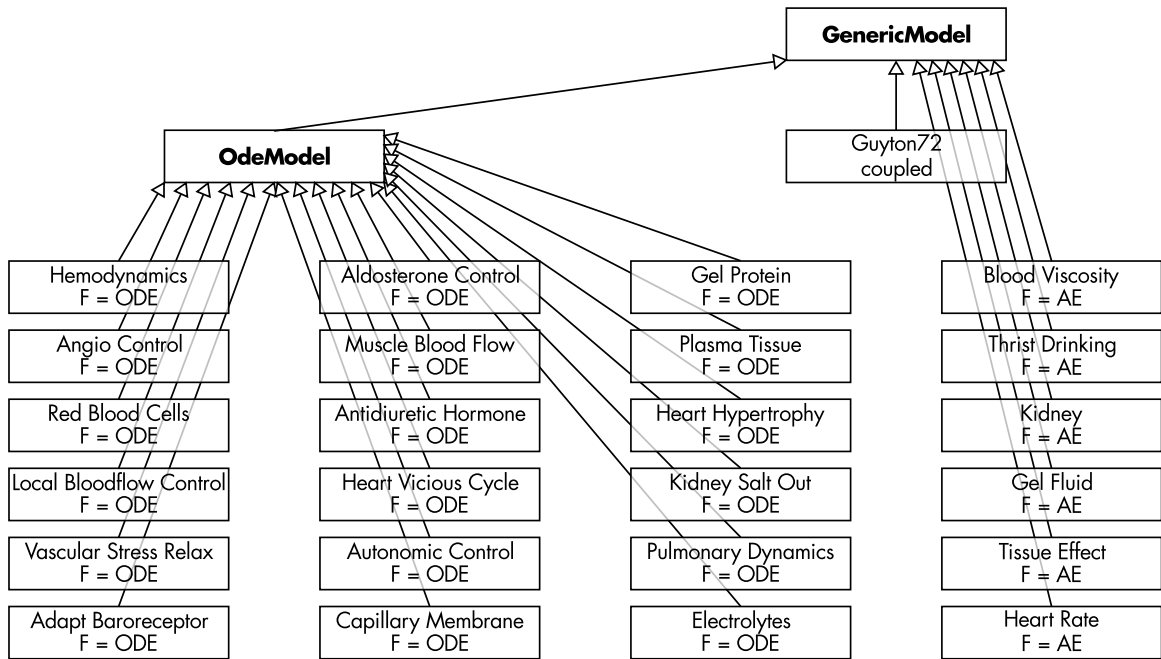 GenericModel
OdeModel
Guyton72
coupled
Hemodynamics
F = ODE
Aldosterone Control
F = ODE
Gel Protein
F = ODE
Blood Viscosity
F = AE
Angio Control
F = ODE
Muscle Blood Flow
F = ODE
Plasma Tissue
F = ODE
Thrist Drinking
F = AE
Red Blood Cells
F = ODE
Antidiuretic Hormone
F = ODE
Heart Hypertrophy
F = ODE
Kidney
F = AE
Local Bloodflow Control
F = ODE
Heart Vicious Cycle
F = ODE
Kidney Salt Out
F = ODE
Gel Fluid
F = AE
Vascular Stress Relax
F = ODE
Autonomic Control
F = ODE
Pulmonary Dynamics
F = ODE
Tissue Effect
F = AE
Adapt Baroreceptor
F = ODE
Capillary Membrane
F = ODE
Electrolytes
F = ODE
Heart Rate
F = AE